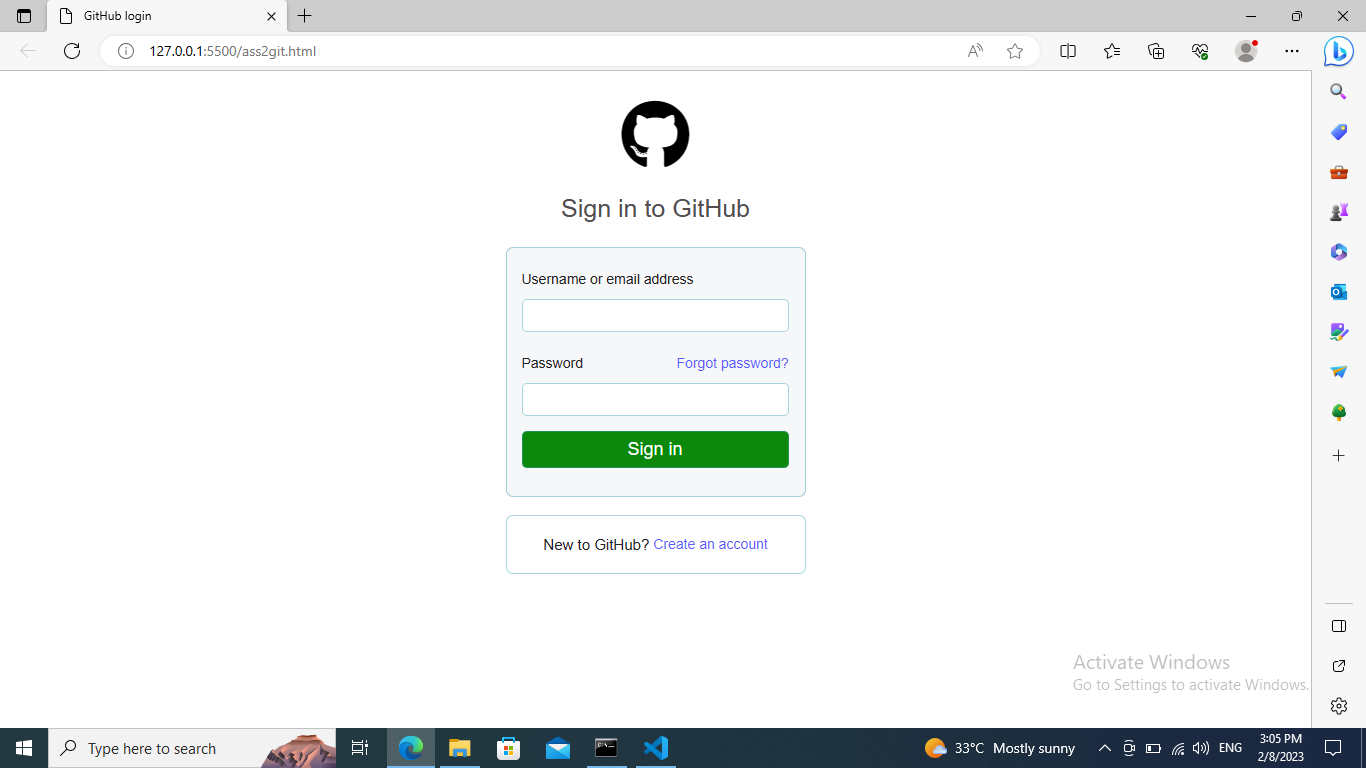 GitHub login
127.0.0.1:5500/ass2git.html
Sign in to GitHub
Username or email address
Password Forgot password?
Sign in
New to GitHub? Create an account
Activate Windows
Go to Settings to activate Windows.
Type here to search
33°C Mostly sunny
ENG
3:05 PM
2/8/2023